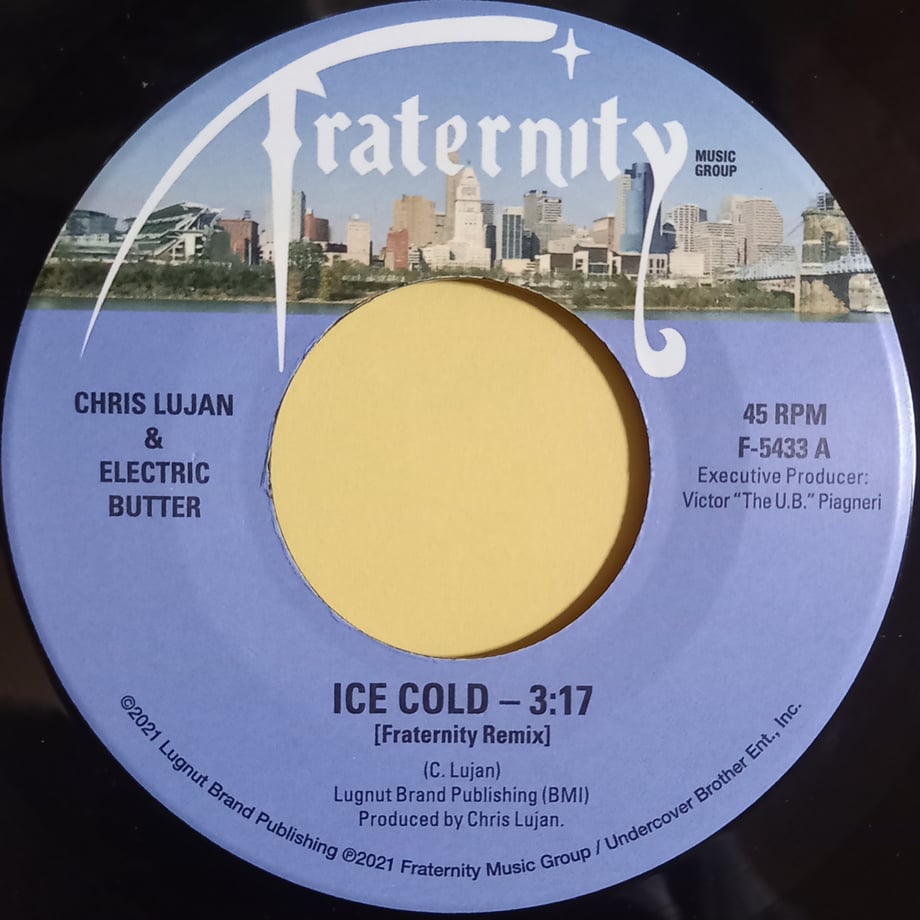 Fraternity
MUSIC
GROUP
CHRIS LUJAN
&
ELECTRIC
BUTTER
45 RPM
F-5433 A
Executive Producer:
Victor "The U.B." Piagneri
ICE COLD – 3:17
[Fraternity Remix]
(C. Lujan)
Lugnut Brand Publishing (BMI)
Produced by Chris Lujan.
©2021 Lugnut Brand Publishing ℗2021 Fraternity Music Group / Undercover Brother Ent., Inc.